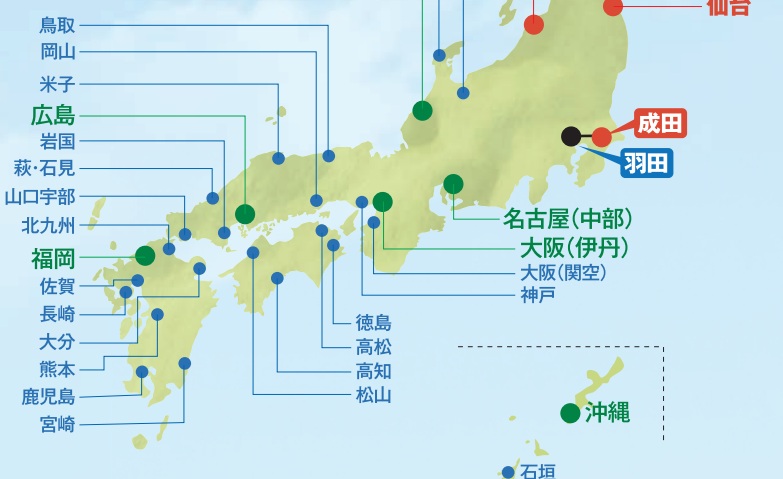 仙台
鳥取
岡山
米子
広島
岩国
萩・石見
山口宇部
北九州
福岡
佐賀
長崎
大分
熊本
鹿児島
宮崎
成田
羽田
名古屋(中部)
大阪(伊丹)
大阪(関空)
神戸
徳島
高松
高知
松山
沖縄
石垣